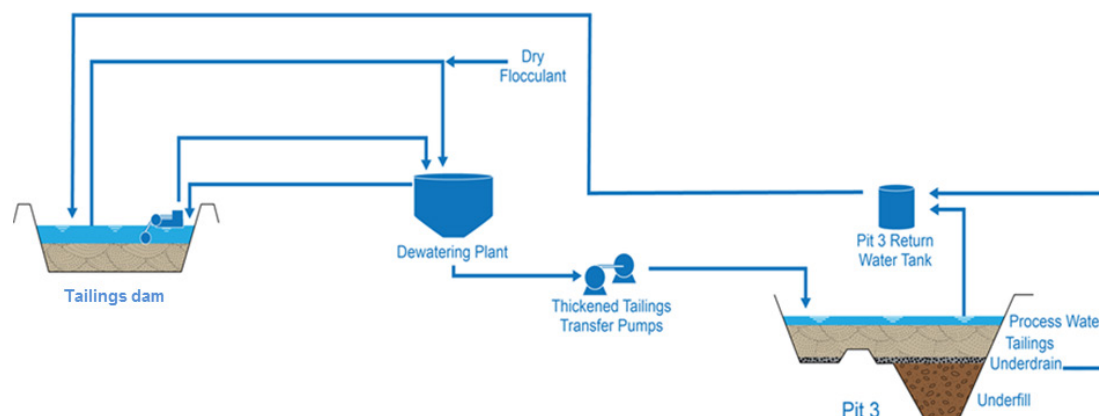 Dry
Flocculant
Dewatering Plant
Pit 3 Return
Water Tank
Tailings dam
Thickened Tailings
Transfer Pumps
Process Water
Tailings
Underdrain
Underfill
Pit 3